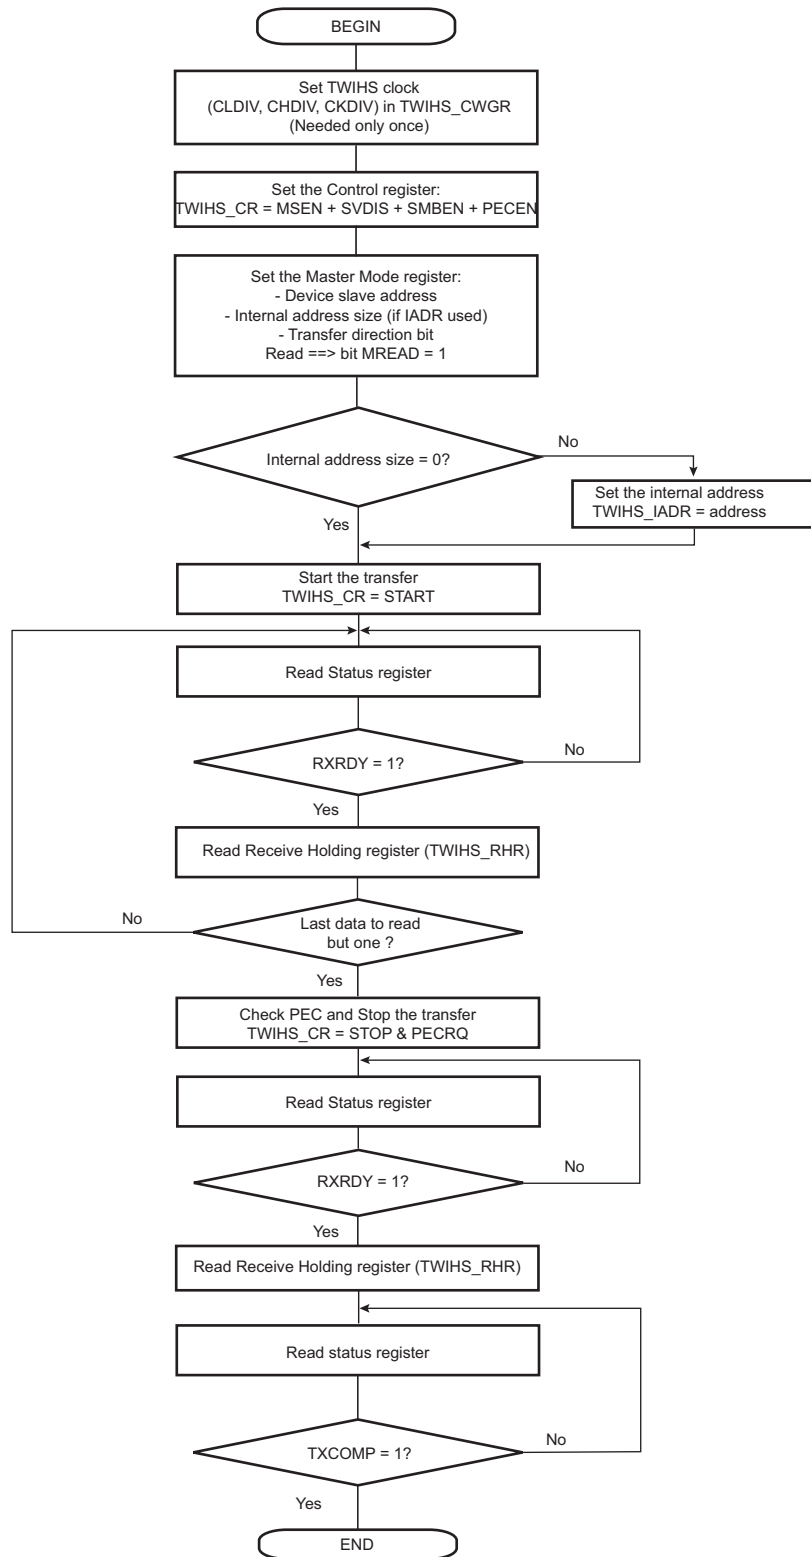 BEGIN
Set TWIHS clock
(CLDIV, CHDIV, CKDIV) in TWIHS_CWGR
(Needed only once)
Set the Control register:
TWIHS_CR = MSEN + SVDIS + SMBEN + PECEN
Set the Master Mode register:
- Device slave address
- Internal address size (if IADR used)
- Transfer direction bit
Read ==> bit MREAD = 1
No
Internal address size = 0?
Set the internal address
TWIHS_IADR = address
Yes
Start the transfer
TWIHS_CR = START
Read Status register
No
RXRDY = 1?
Yes
Read Receive Holding register (TWIHS_RHR)
No
Last data to read
but one ?
Yes
Check PEC and Stop the transfer
TWIHS_CR = STOP & PECRQ
Read Status register
No
RXRDY = 1?
Yes
Read Receive Holding register (TWIHS_RHR)
Read status register
No
TXCOMP = 1?
Yes
END